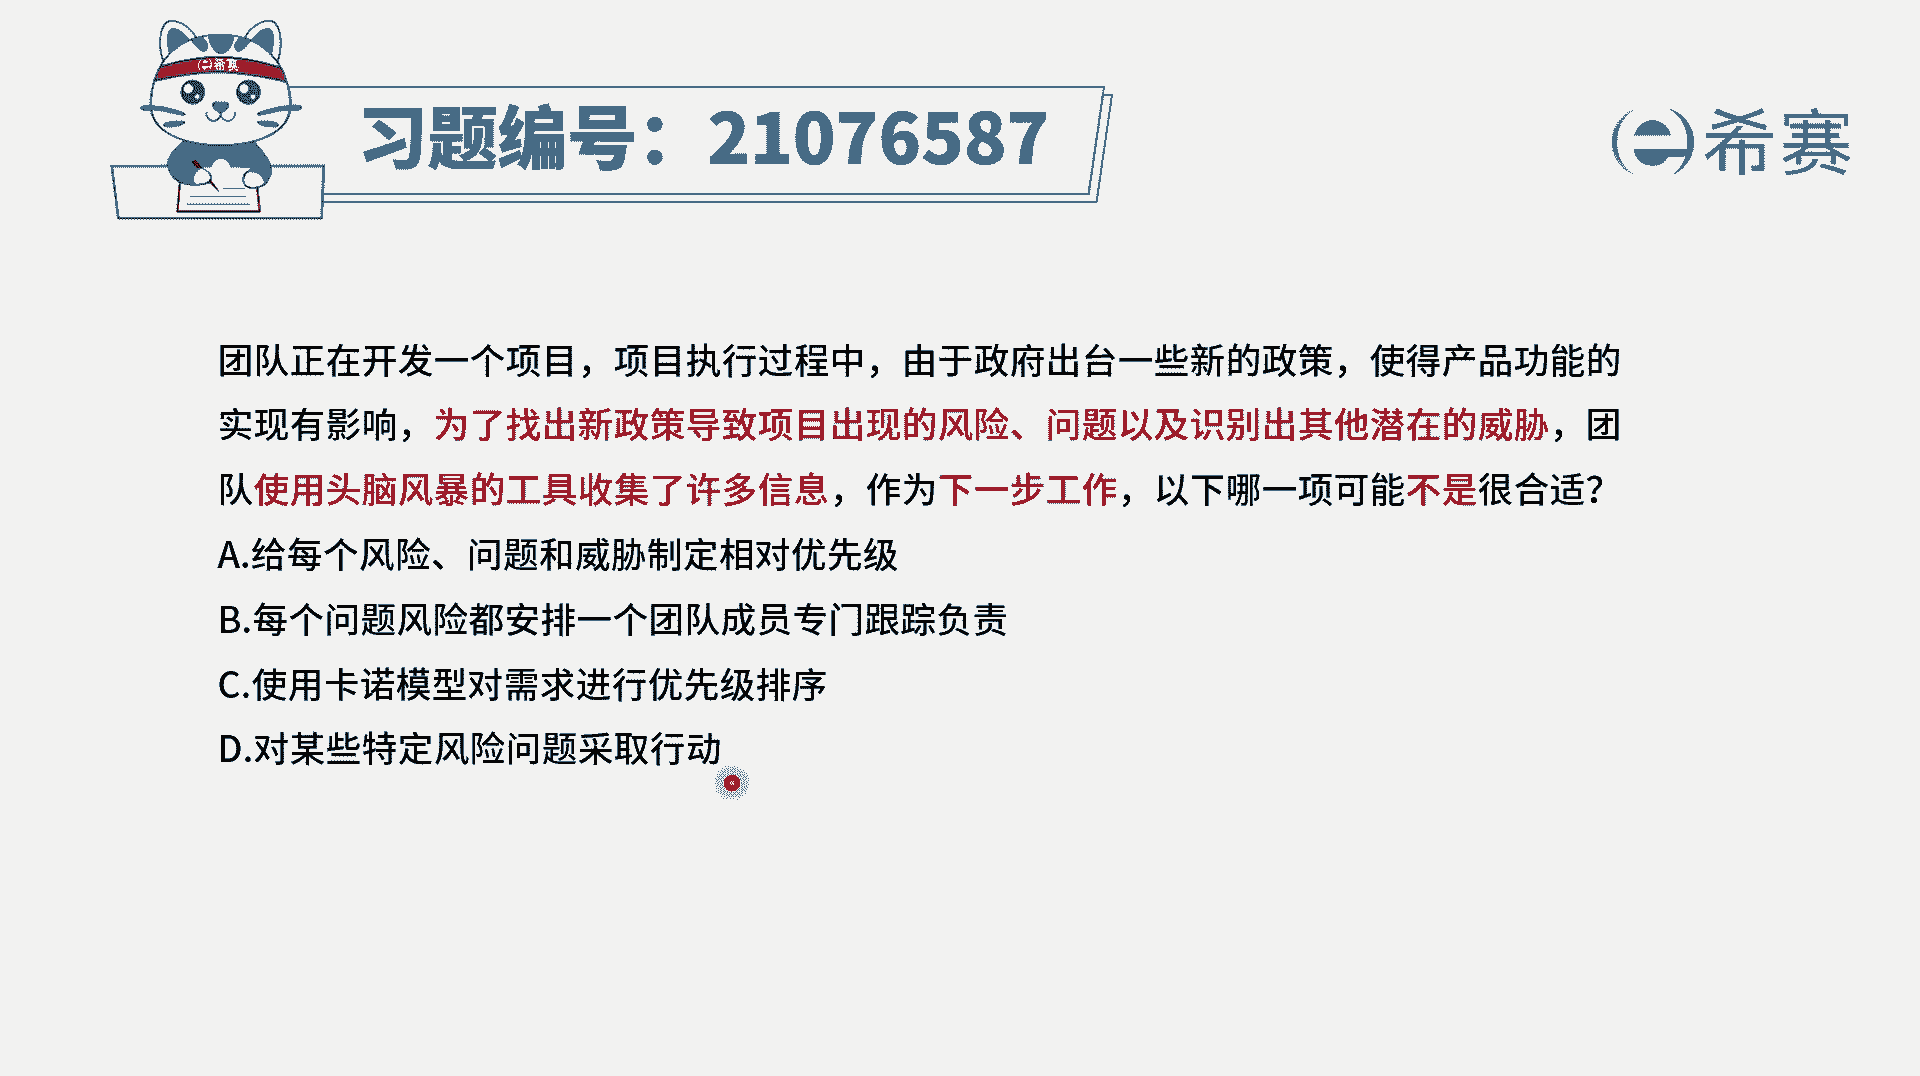 希赛
习题编号：21076587
希赛
团队正在开发一个项目，项目执行过程中，由于政府出台一些新的政策，使得产品功能的
实现有影响，为了找出新政策导致项目出现的风险、问题以及识别出其他潜在的威胁，团
队使用头脑风暴的工具收集了许多信息，作为下一步工作，以下哪一项可能不是很合适？
A.给每个风险、问题和威胁制定相对优先级
B.每个问题风险都安排一个团队成员专门跟踪负责
C.使用卡诺模型对需求进行优先级排序
D.对某些特定风险问题采取行动